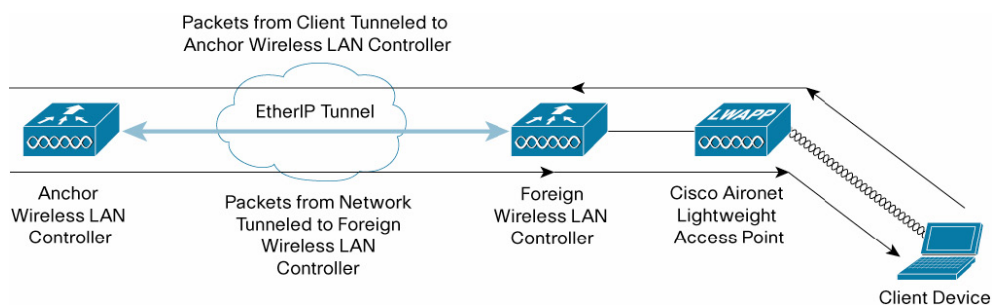 Packets from Client Tunneled to
Anchor Wireless LAN Controller
EtherIP Tunnel
LWAPP
Anchor
Wireless LAN
Controller
Packets from Network
Tunneled to Foreign
Wireless LAN
Controller
Foreign
Wireless LAN
Controller
Cisco Aironet
Lightweight
Access Point
Client Device